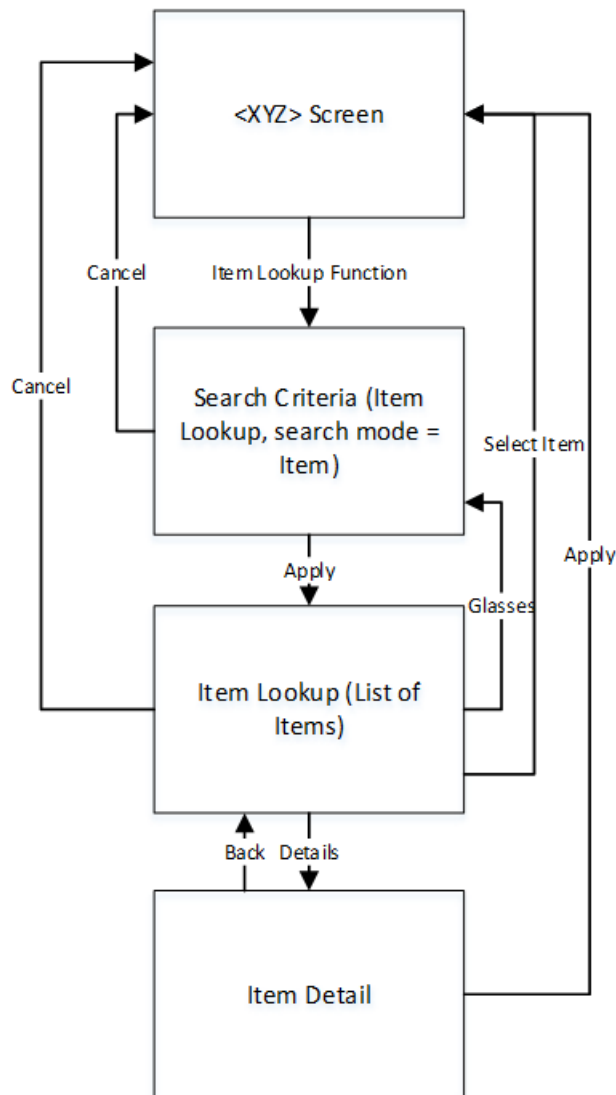 <XYZ> Screen
Cancel
Item Lookup Function
Cancel
Search Criteria (Item
Lookup, search mode =
Item)
Select Item
Apply
Apply
Glasses
Item Lookup (List of
Items)
Back
Details
Item Detail